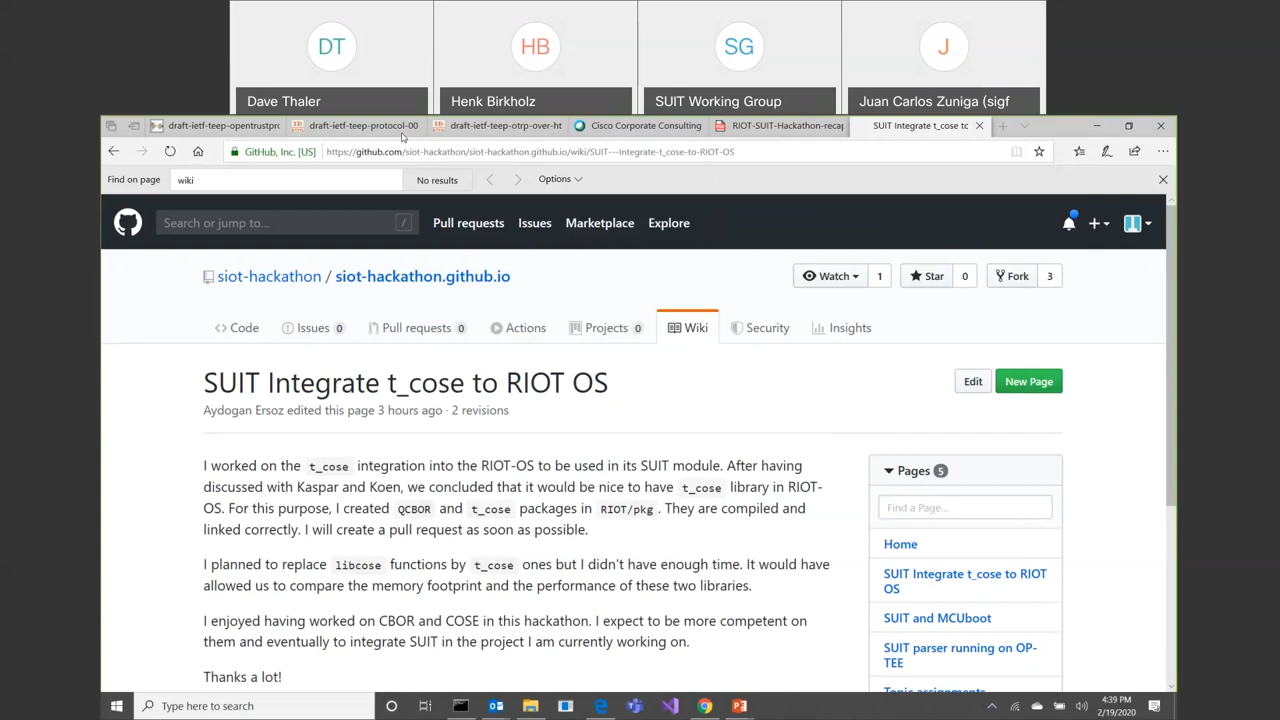 DT
HB
SG
J
Dave Thaler
Henk Birkholz
SUIT Working Group
Juan Carlos Zuniga (sigf
draft-ietf-teep-opentrustpro
draft-ietf-teep-protocol-00
draft-ietf-teep-otrp-over-ht
Cisco Corporate Consulting
RIOT-SUIT-Hackathon-recap
SUIT Integrate t_cose to
GitHub, Inc. [US]
https://github.com/siot-hackathon/siot-hackathon.github.io/wiki/SUIT---Integrate-t_cose-to-RIOT-OS
Find on page
wiki
No results
Options
Search or jump to...
/
Pull requests
Issues
Marketplace
Explore
siot-hackathon / siot-hackathon.github.io
Watch
1
Star
0
Fork
3
Code
Issues 0
Pull requests 0
Actions
Projects 0
Wiki
Security
Insights
SUIT Integrate t_cose to RIOT OS
Edit
New Page
Aydogan Ersoz edited this page 3 hours ago · 2 revisions
I worked on the t_cose integration into the RIOT-OS to be used in its SUIT module. After having
discussed with Kaspar and Koen, we concluded that it would be nice to have t_cose library in RIOT-
OS. For this purpose, I created QCBOR and t_cose packages in RIOT/pkg . They are compiled and
linked correctly. I will create a pull request as soon as possible.
I planned to replace libcose functions by t_cose ones but I didn't have enough time. It would have
allowed us to compare the memory footprint and the performance of these two libraries.
I enjoyed having worked on CBOR and COSE in this hackathon. I expect to be more competent on
them and eventually to integrate SUIT in the project I am currently working on.
Thanks a lot!
Pages 5
Find a Page...
Home
SUIT Integrate t_cose to RIOT
OS
SUIT and MCUboot
SUIT parser running on OP-
TEE
Topic assignments
Type here to search
4:39 PM
2/19/2020